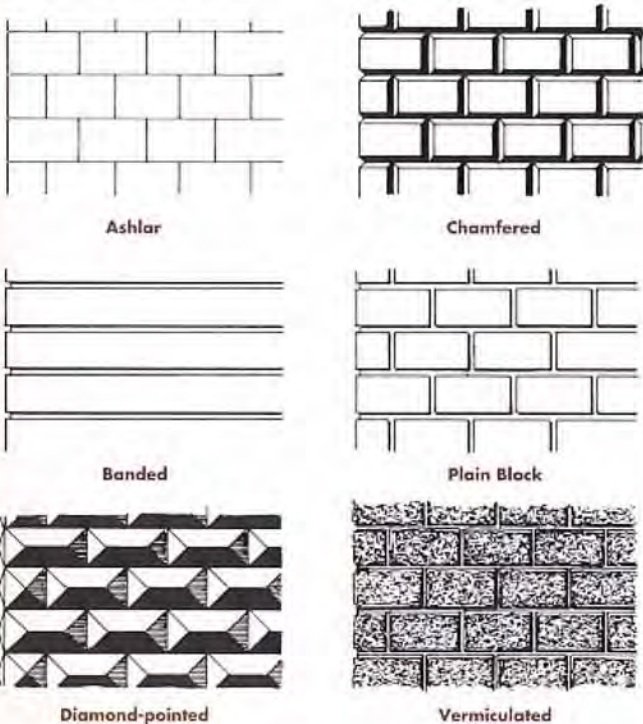 Ashlar
Chamfered
Banded
Plain Block
Diamond-pointed
Vermiculated